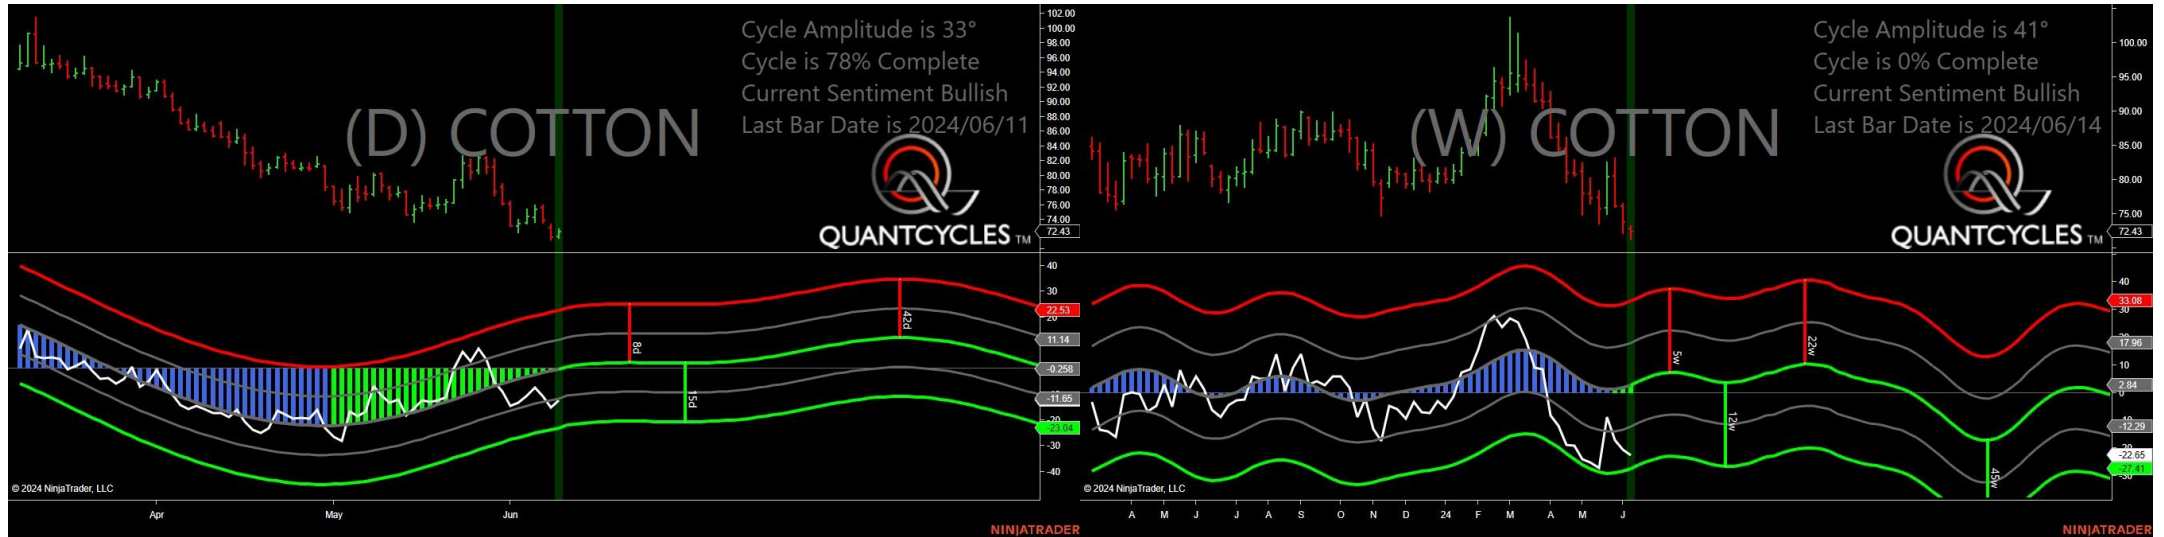 Cycle Amplitude is 33°
Cycle is 78% Complete
Current Sentiment Bullish
Last Bar Date is 2024/06/11
(D) COTTON
QUANTCYCLES TM
102.00
100.00
98.00
96.00
94.00
92.00
90.00
88.00
86.00
84.00
82.00
80.00
78.00
76.00
74.00
72.43
40
30
22.53
20
11.14
-0.258
-11.65
-20
-23.04
-30
-40
8d
15d
42d
© 2024 NinjaTrader, LLC
Apr
May
Jun
NINJATRADER
Cycle Amplitude is 41°
Cycle is 0% Complete
Current Sentiment Bullish
Last Bar Date is 2024/06/14
(W) COTTON
QUANTCYCLES TM
100.00
95.00
90.00
85.00
80.00
75.00
72.43
40
33.08
30
17.96
10
2.84
0
-12.29
-22.65
-27.41
5w
12w
22w
45w
© 2024 NinjaTrader, LLC
A M J J A S O N D 24 F M A M J
NINJATRADER